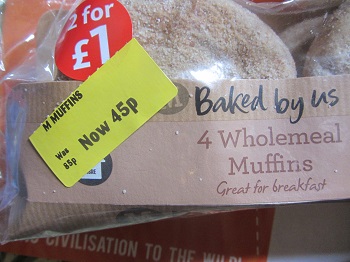 2 for
£1
M MUFFINS
Was
85p
Now 45p
Baked by us
4 Wholemeal
Muffins
Great for breakfast
CIVILISATION TO THE WILD